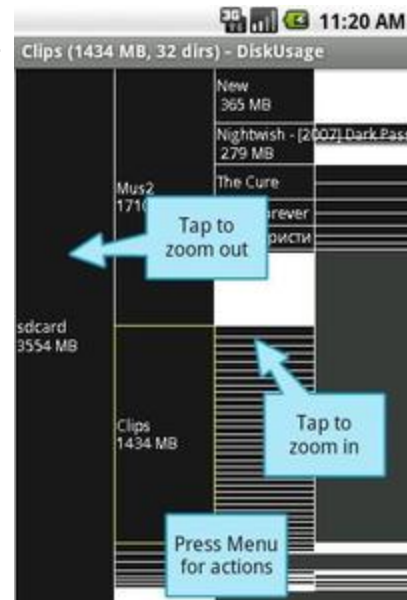 3G
11:20 AM
Clips (1434 MB, 32 dirs) - DiskUsage
New
365 MB
Nightwish - [2007] Dark Pas
279 MB
The Cure
Mus2
Tap to
zoom out
sdcard
3554 MB
Clips
1434 MB
Tap to
zoom in
Press Menu
for actions